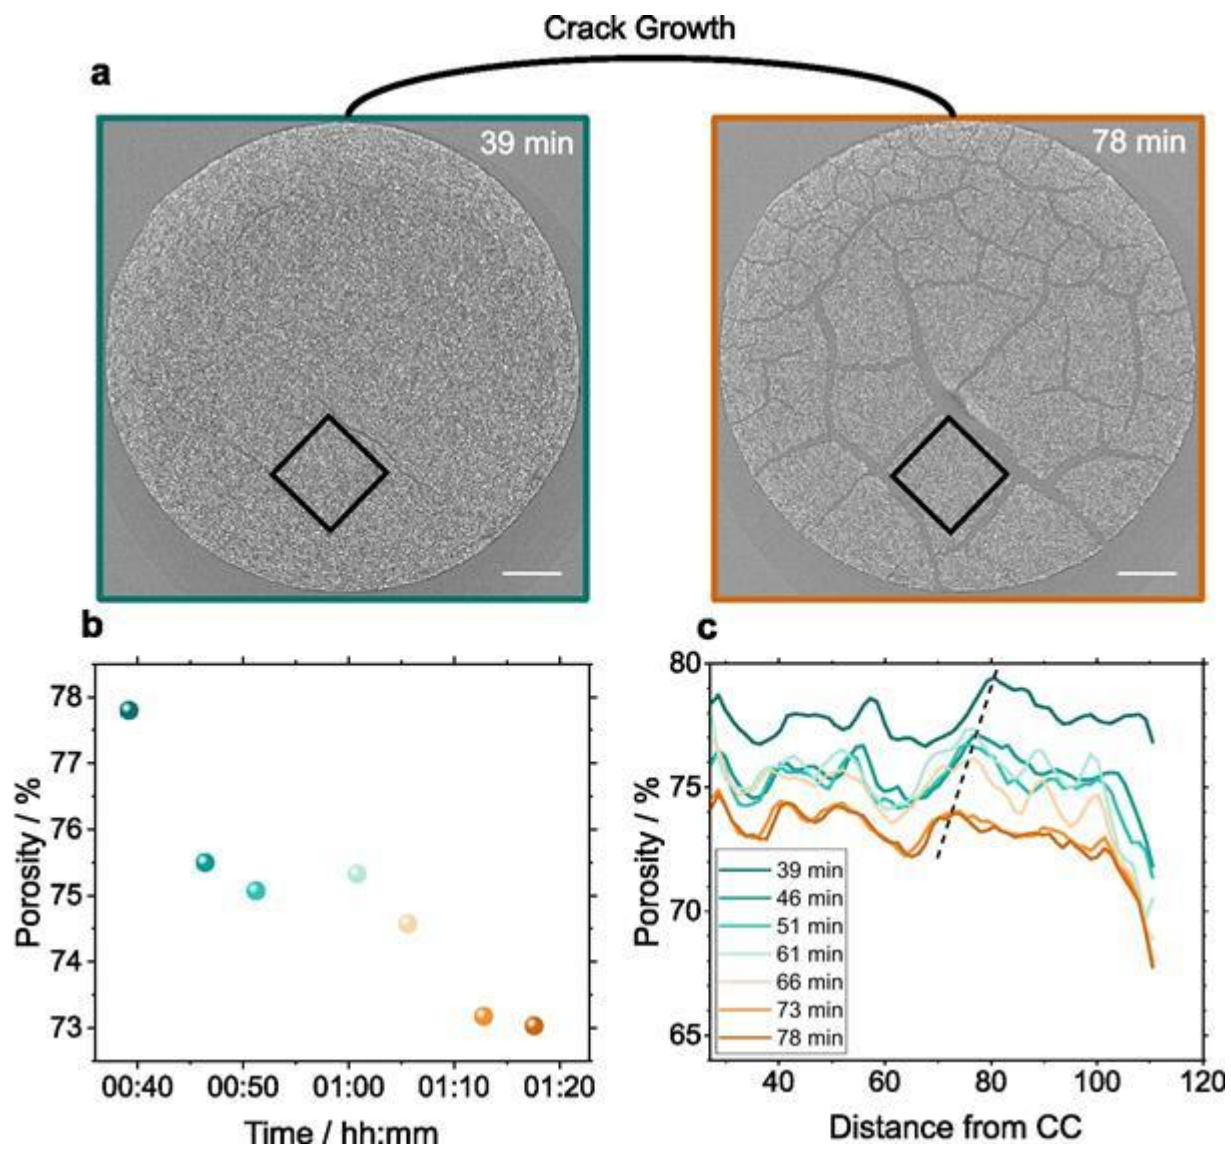 Crack Growth
a
39 min
78 min
b
78
77
76
75
74
73
Porosity / %
00:40 00:50 01:00 01:10 01:20
Time / hh:mm
c
80
75
70
65
Porosity / %
39 min
46 min
51 min
61 min
66 min
73 min
78 min
40 60 80 100 120
Distance from CC